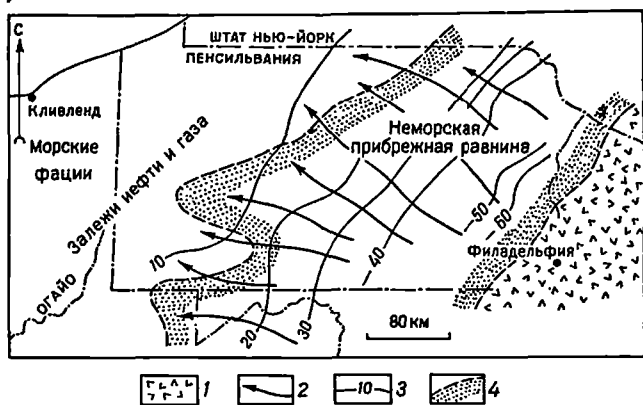 С
ШТАТ НЬЮ-ЙОРК
ПЕНСИЛЬВАНИЯ
Кливленд
Морские
фации
Залежи нефти и газа
Неморская
прибрежная равнина
ОГАЙО
Филадельфия
10
20
30
40
50
60
80 км
1
2
10
3
4